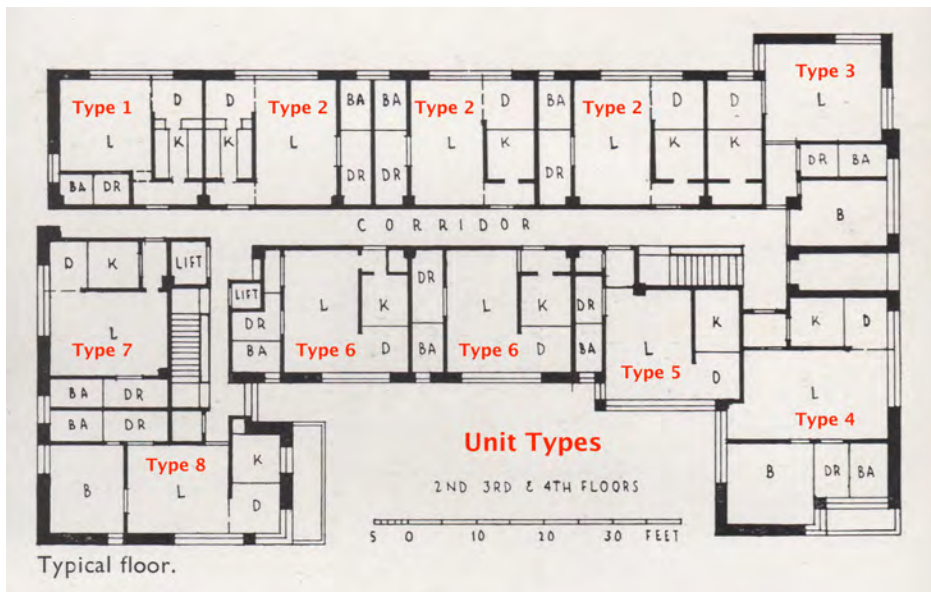 Type 3
L
Type 1 D D Type 2 BA BA Type 2 D BA Type 2 D D
L K K L L K L K K
BA DR DR DR DR DR BA
CORRIDOR
B
D K LIFT
LIFT L K DR L K DR
DR K K D
L
Type 7 BA Type 6 D BA Type 6 D BA L
Type 5 D
BA DR L
BA DR Type 4
Unit Types
Type 8 K
B L D B DR BA
2ND 3RD & 4TH FLOORS
5 0 10 20 30 FEET
Typical floor.